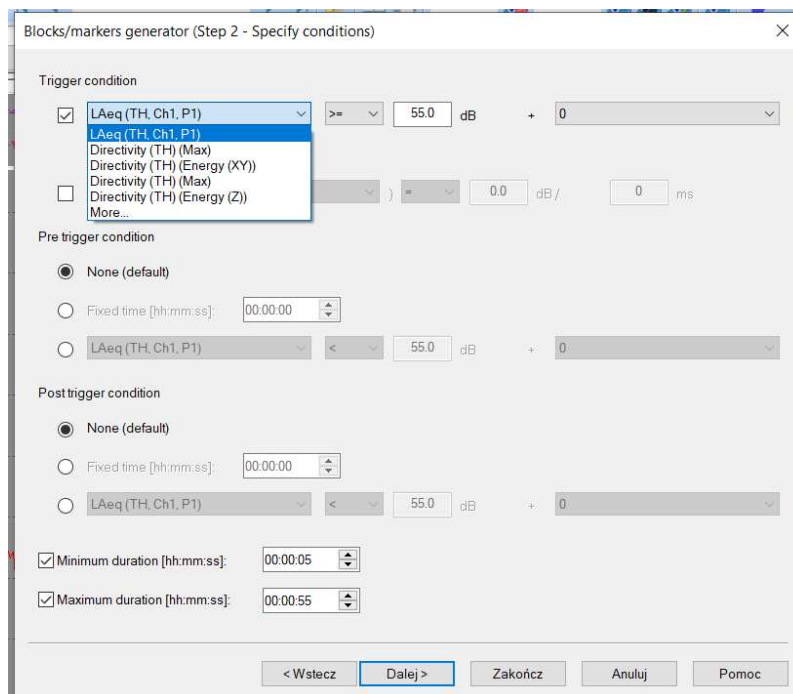 Blocks/markers generator (Step 2 - Specify conditions)
Trigger condition
LAeq (TH, Ch1, P1) >= 55.0 dB + 0
LAeq (TH, Ch1, P1)
Directivity (TH) (Max)
Directivity (TH) (Energy (XY))
Directivity (TH) (Max)
Directivity (TH) (Energy (Z))
More...
) = 0.0 dB / 0 ms
Pre trigger condition
None (default)
Fixed time [hh:mm:ss]: 00:00:00
LAeq (TH, Ch1, P1) < 55.0 dB + 0
Post trigger condition
None (default)
Fixed time [hh:mm:ss]: 00:00:00
LAeq (TH, Ch1, P1) < 55.0 dB + 0
Minimum duration [hh:mm:ss]: 00:00:05
Maximum duration [hh:mm:ss]: 00:00:55
< Wstecz Dalej > Zakończ Anuluj Pomoc